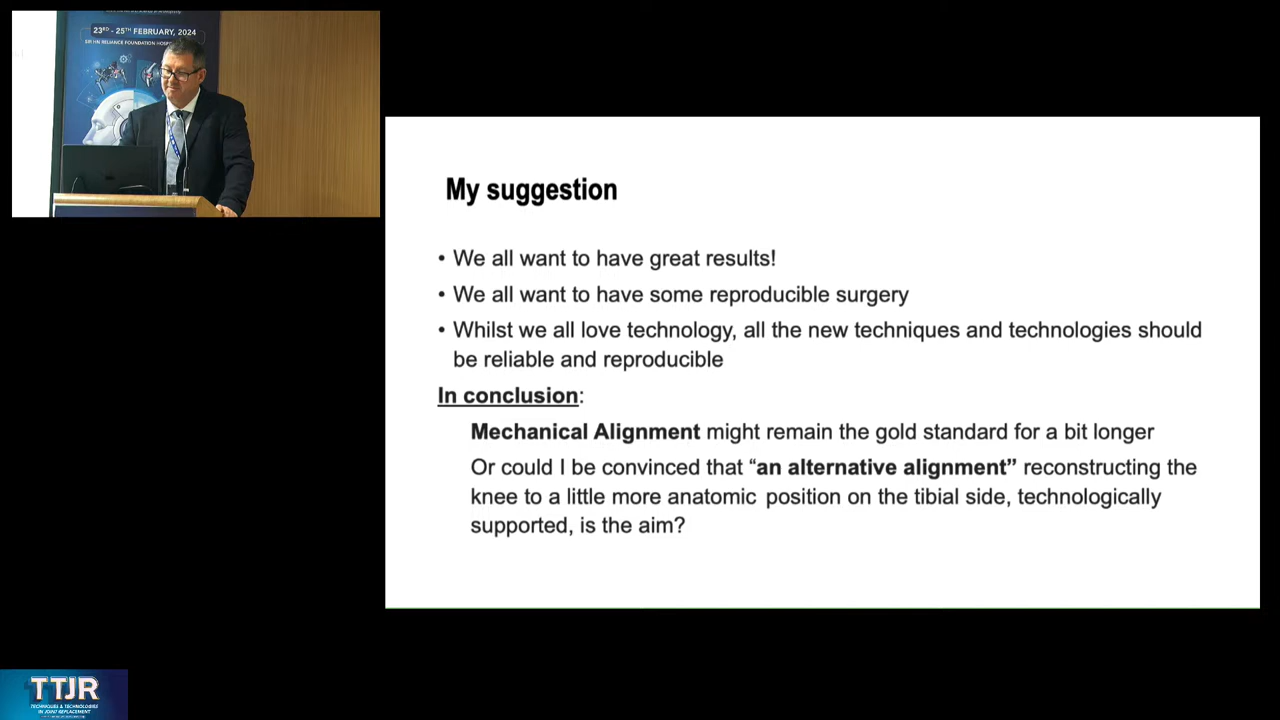 23RD - 25TH FEBRUARY, 2024
SIR HN RELIANCE FOUNDATION HOSP
My suggestion
• We all want to have great results!
• We all want to have some reproducible surgery
• Whilst we all love technology, all the new techniques and technologies should
be reliable and reproducible
In conclusion:
Mechanical Alignment might remain the gold standard for a bit longer
Or could I be convinced that “an alternative alignment” reconstructing the
knee to a little more anatomic position on the tibial side, technologically
supported, is the aim?
TTJR
TECHNIQUES & TECHNOLOGIES
IN JOINT REPLACEMENT